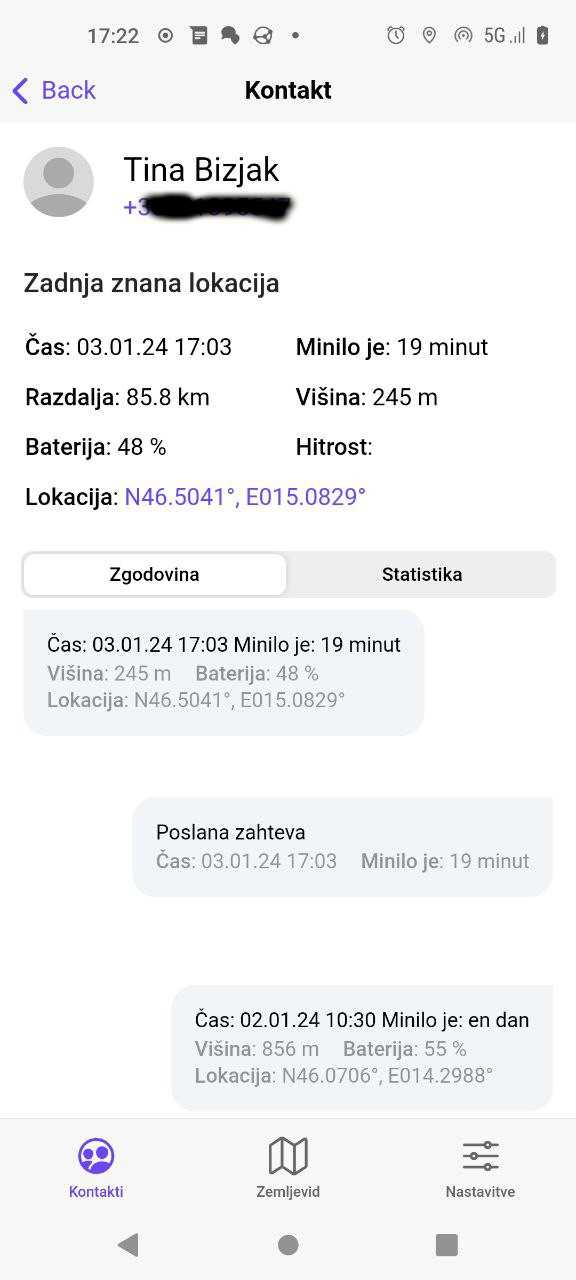 17:22 5G
Back Kontakt
Tina Bizjak
Zadnja znana lokacija
Čas: 03.01.24 17:03 Minilo je: 19 minut
Razdalja: 85.8 km Višina: 245 m
Baterija: 48 % Hitrost:
Lokacija: N46.5041°, E015.0829°
Zgodovina Statistika
Čas: 03.01.24 17:03 Minilo je: 19 minut
Višina: 245 m Baterija: 48 %
Lokacija: N46.5041°, E015.0829°
Poslana zahteva
Čas: 03.01.24 17:03 Minilo je: 19 minut
Čas: 02.01.24 10:30 Minilo je: en dan
Višina: 856 m Baterija: 55 %
Lokacija: N46.0706°, E014.2988°
Kontakti Zemljevid Nastavitve